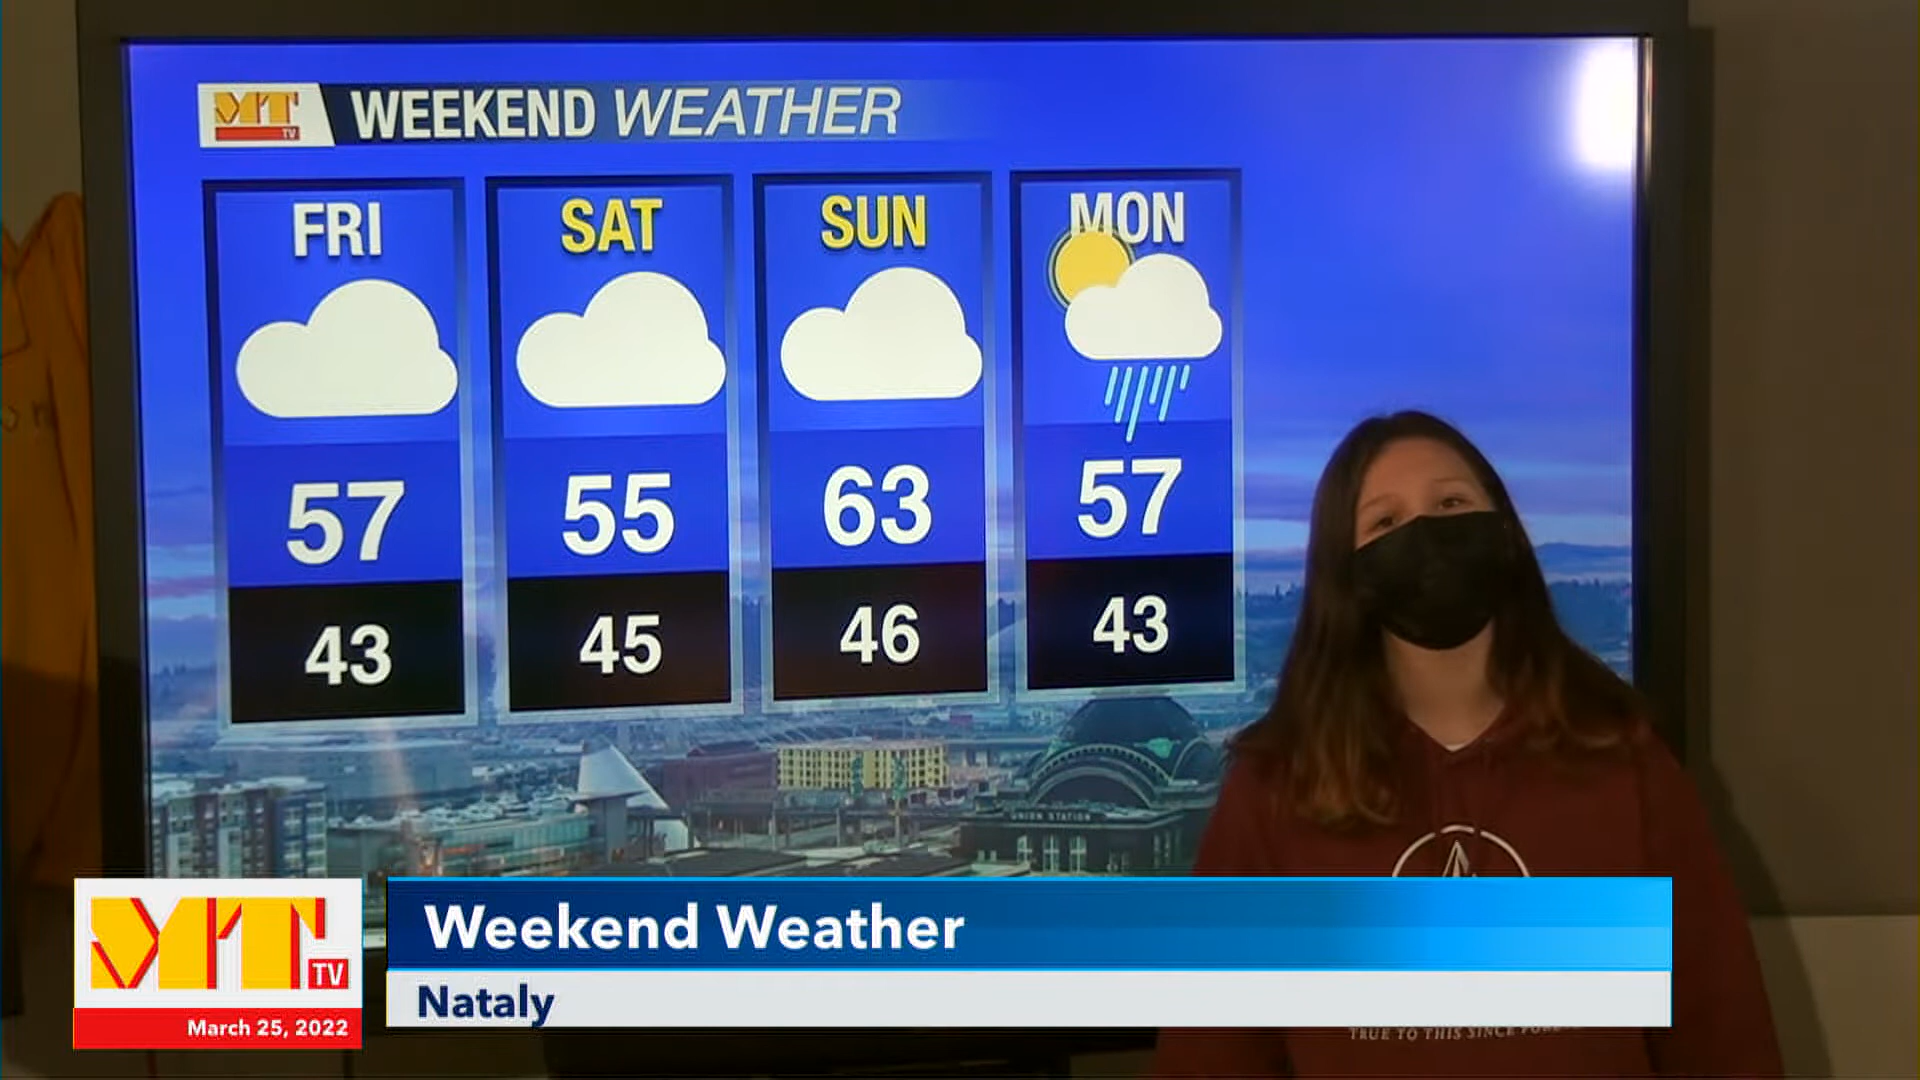 MT
TV
WEEKEND WEATHER
FRI SAT SUN MON
57 55 63 57
43 45 46 43
UNION STATION
MT
TV
March 25, 2022
Weekend Weather
Nataly
TRUE TO THIS SINCE